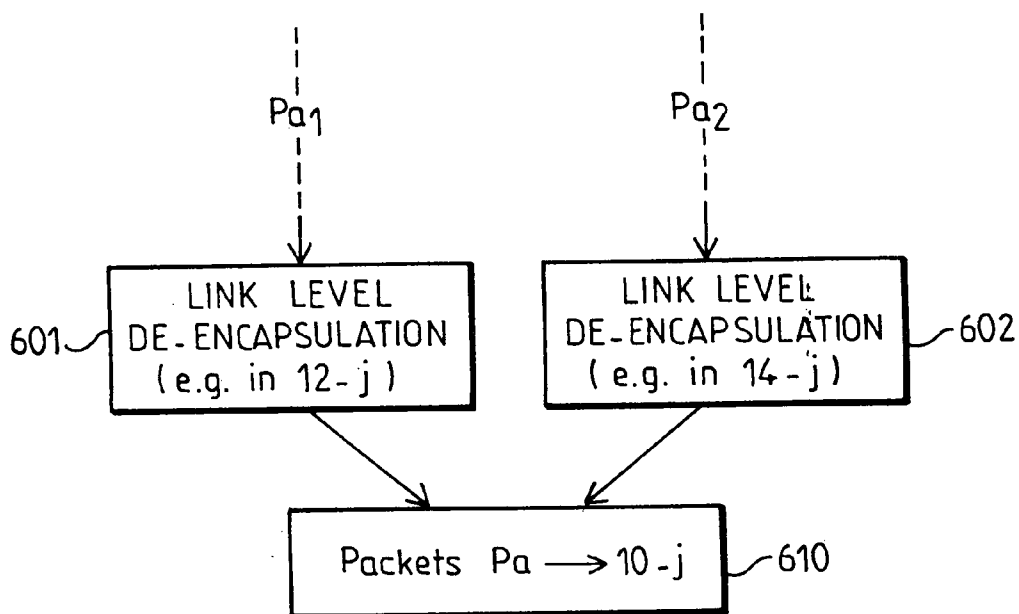 Pa1
Pa2
LINK LEVEL
DE-ENCAPSULATION
(e.g. in 12-j)
601
LINK LEVEL
DE-ENCAPSULATION
(e.g. in 14-j)
602
Packets Pa → 10-j
610